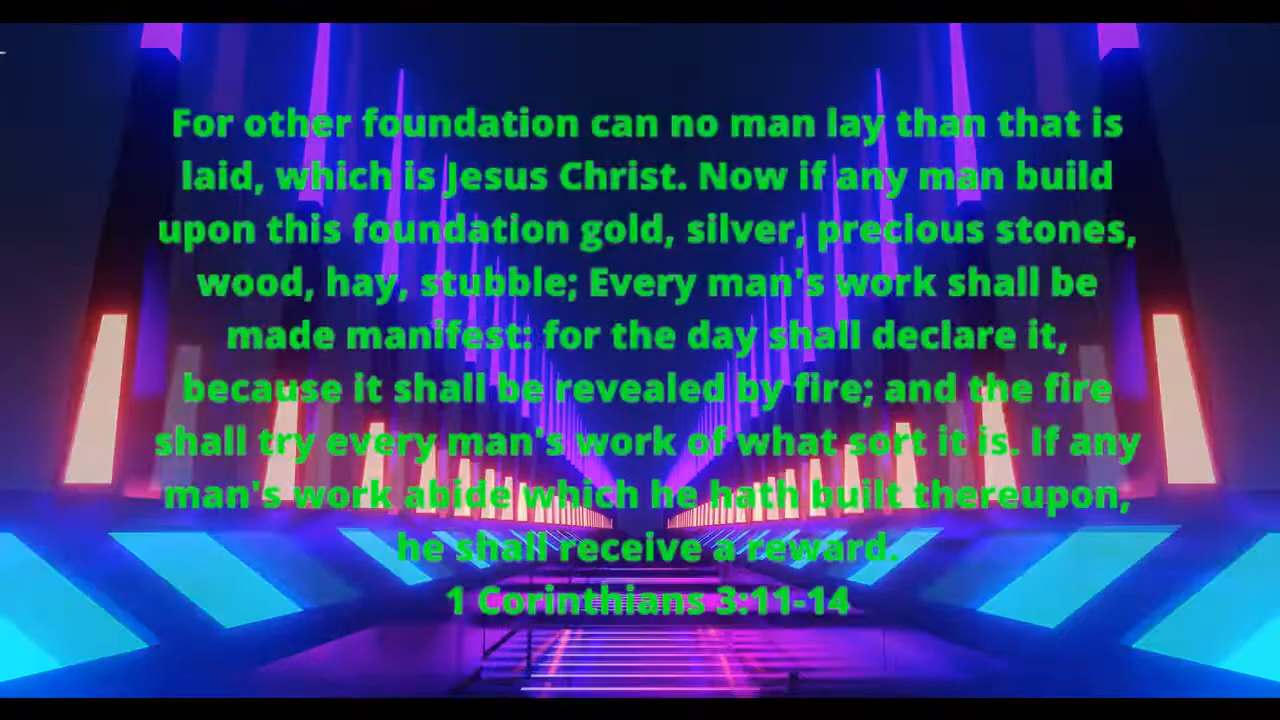 For other foundation can no man lay than that is
laid, which is Jesus Christ. Now if any man build
upon this foundation gold, silver, precious stones,
wood, hay, stubble; Every man's work shall be
made manifest: for the day shall declare it,
because it shall be revealed by fire; and the fire
shall try every man's work of what sort it is. If any
man's work abide which he hath built thereupon,
he shall receive a reward.
1 Corinthians 3:11-14